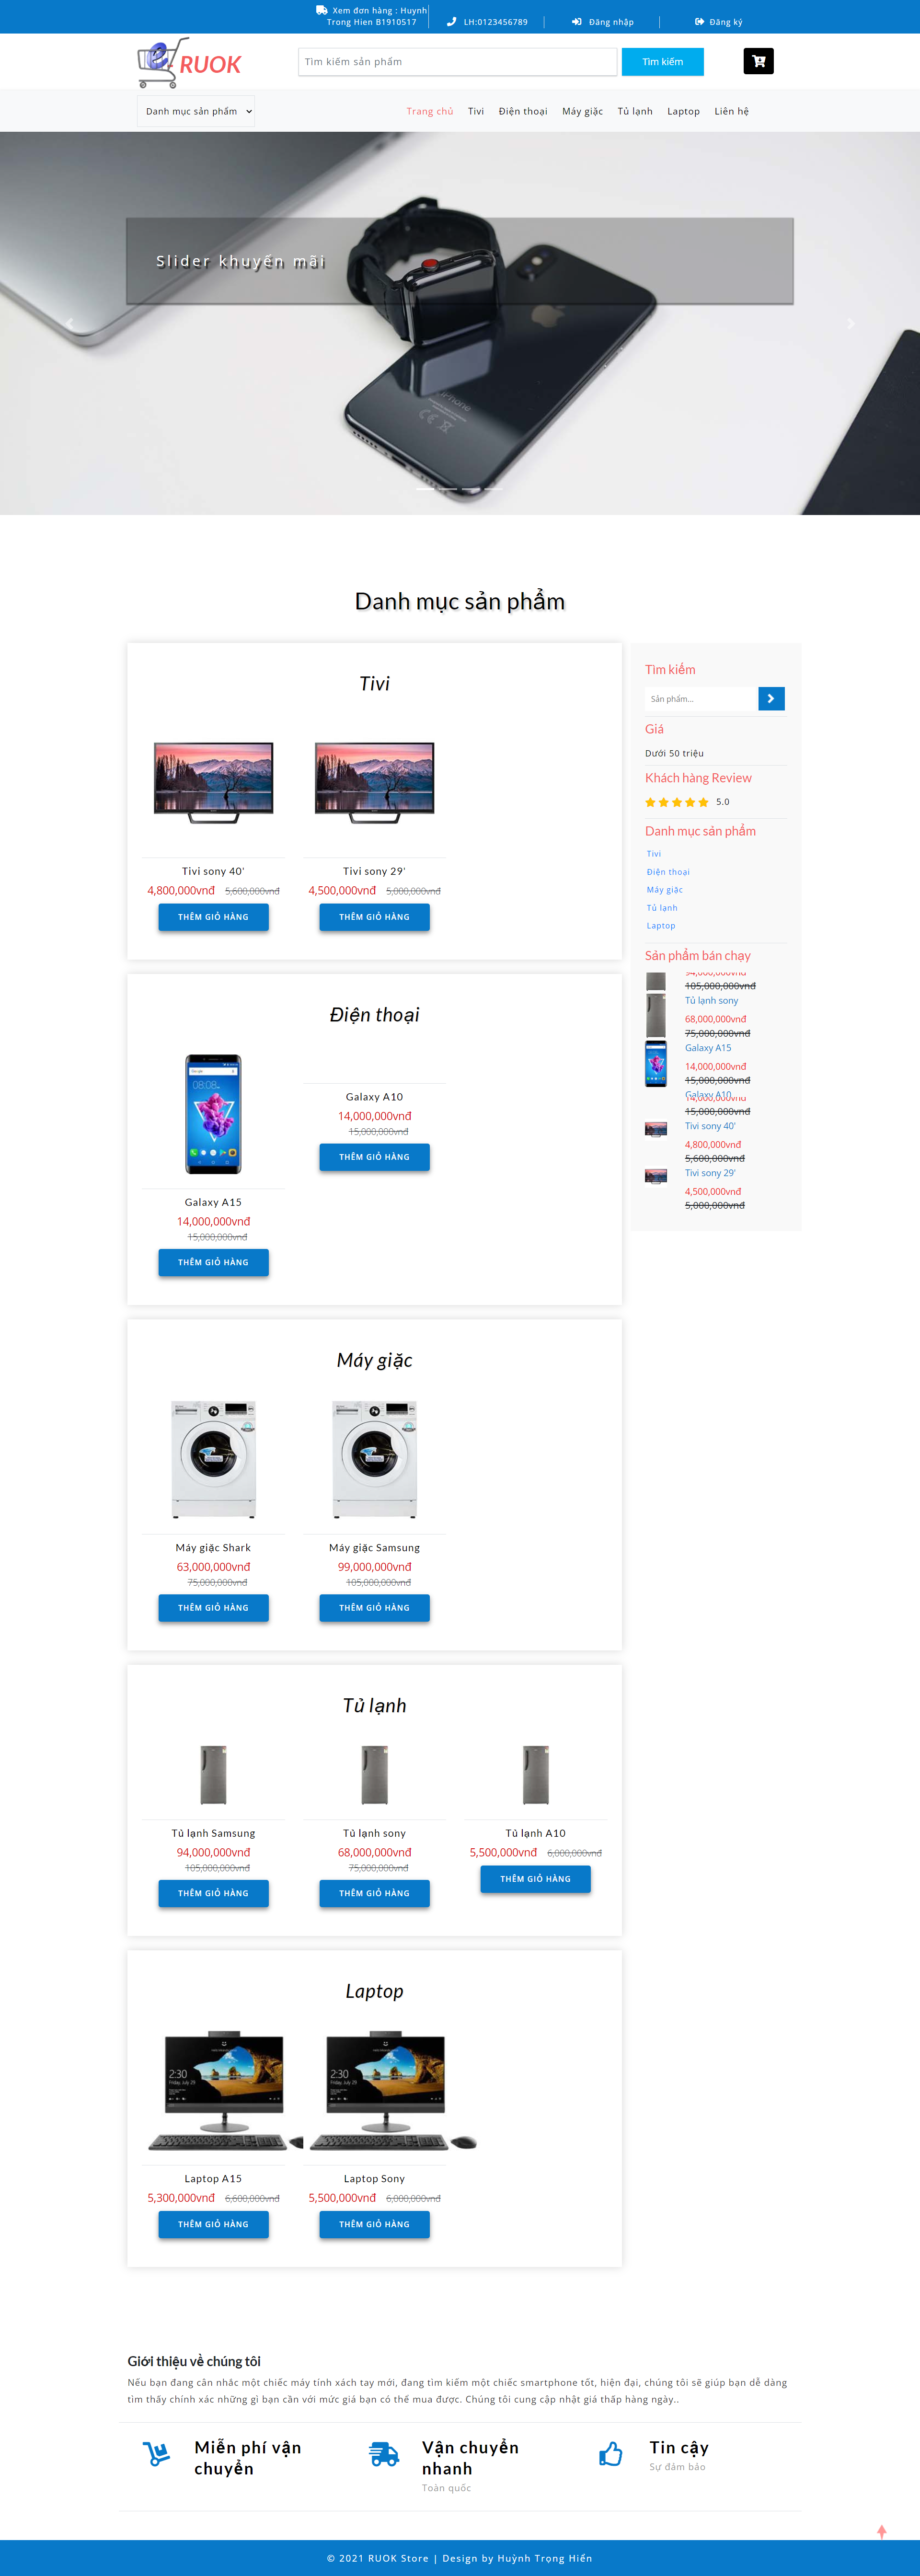 Xem đơn hàng : Huynh
Trong Hien B1910517
LH:0123456789
Đăng nhập
Đăng ký
e-RUOK
Tìm kiếm sản phẩm
Tìm kiếm
Danh mục sản phẩm
Trang chủ
Tivi
Điện thoại
Máy giặc
Tủ lạnh
Laptop
Liên hệ
Slider khuyến mãi
Danh mục sản phẩm
Tivi
Tivi sony 40'
4,800,000vnđ 5,600,000vnđ
THÊM GIỎ HÀNG
Tivi sony 29'
4,500,000vnđ 5,000,000vnđ
THÊM GIỎ HÀNG
Điện thoại
Galaxy A15
14,000,000vnđ
15,000,000vnđ
THÊM GIỎ HÀNG
Galaxy A10
14,000,000vnđ
15,000,000vnđ
THÊM GIỎ HÀNG
Máy giặc
Máy giặc Shark
63,000,000vnđ
75,000,000vnđ
THÊM GIỎ HÀNG
Máy giặc Samsung
99,000,000vnđ
105,000,000vnđ
THÊM GIỎ HÀNG
Tủ lạnh
Tủ lạnh Samsung
94,000,000vnđ
105,000,000vnđ
THÊM GIỎ HÀNG
Tủ lạnh sony
68,000,000vnđ
75,000,000vnđ
THÊM GIỎ HÀNG
Tủ lạnh A10
5,500,000vnđ 6,000,000vnđ
THÊM GIỎ HÀNG
Laptop
Laptop A15
5,300,000vnđ 6,600,000vnđ
THÊM GIỎ HÀNG
Laptop Sony
5,500,000vnđ 6,000,000vnđ
THÊM GIỎ HÀNG
Tìm kiếm
Sản phẩm...
Giá
Dưới 50 triệu
Khách hàng Review
5.0
Danh mục sản phẩm
Tivi
Điện thoại
Máy giặc
Tủ lạnh
Laptop
Sản phẩm bán chạy
94,000,000vnđ
105,000,000vnđ
Tủ lạnh sony
68,000,000vnđ
75,000,000vnđ
Galaxy A15
14,000,000vnđ
15,000,000vnđ
Galaxy A10
14,000,000vnđ
15,000,000vnđ
Tivi sony 40'
4,800,000vnđ
5,600,000vnđ
Tivi sony 29'
4,500,000vnđ
5,000,000vnđ
Giới thiệu về chúng tôi
Nếu bạn đang cân nhắc một chiếc máy tính xách tay mới, đang tìm kiếm một chiếc smartphone tốt, hiện đại, chúng tôi sẽ giúp bạn dễ dàng
tìm thấy chính xác những gì bạn cần với mức giá bạn có thể mua được. Chúng tôi cung cập nhật giá thấp hàng ngày..
Miễn phí vận
chuyển
Vận chuyển
nhanh
Toàn quốc
Tin cậy
Sự đảm bảo
© 2021 RUOK Store | Design by Huỳnh Trọng Hiển